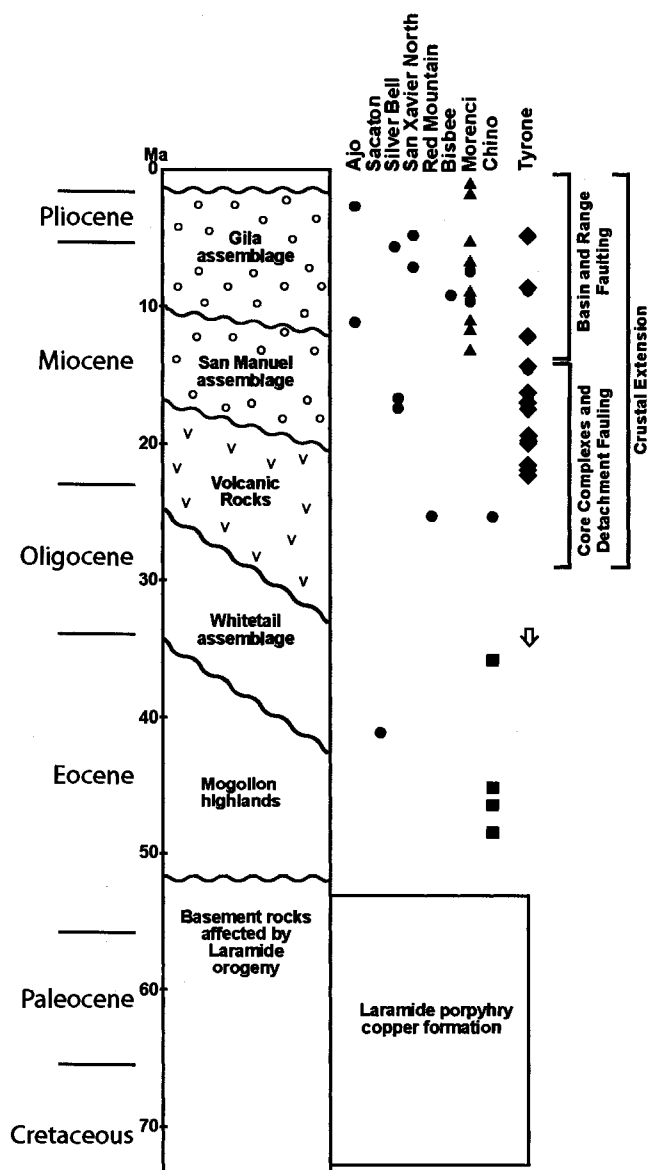 Ajo
Sacaton
Silver Bell
San Xavier North
Red Mountain
Bisbee
Morenci
Chino
Tyrone
Ma
0
10
20
30
40
50
60
70
Pliocene
Miocene
Oligocene
Eocene
Paleocene
Cretaceous
Gila
assemblage
San Manuel
assemblage
Volcanic
Rocks
Whitetail
assemblage
Mogollon
highlands
Basement rocks
affected by
Laramide
orogeny
Laramide porpyhry
copper formation
Basin and Range
Faulting
Core Complexes and
Detachment Fauling
Crustal Extension